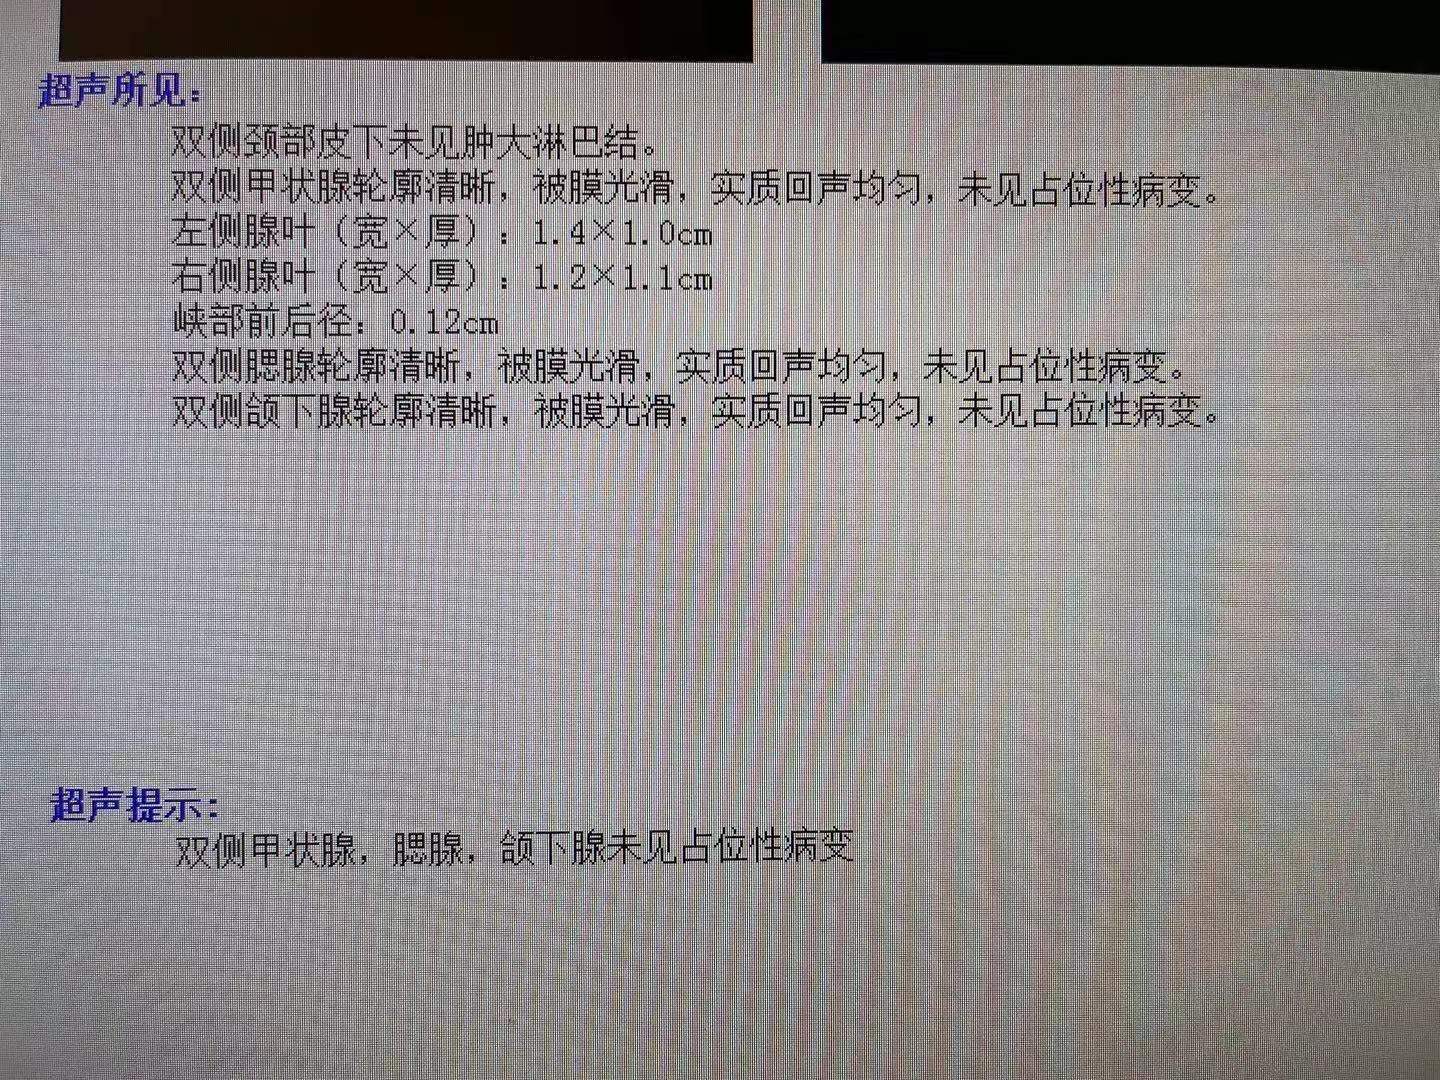 超声所见：
双侧颈部皮下未见肿大淋巴结。
双侧甲状腺轮廓清晰，被膜光滑，实质回声均匀，未见占位性病变。
左侧腺叶（宽×厚）：1.4×1.0cm
右侧腺叶（宽×厚）：1.2×1.1cm
峡部前后径：0.12cm
双侧腮腺轮廓清晰，被膜光滑，实质回声均匀，未见占位性病变。
双侧颌下腺轮廓清晰，被膜光滑，实质回声均匀，未见占位性病变。
超声提示：
双侧甲状腺，腮腺，颌下腺未见占位性病变